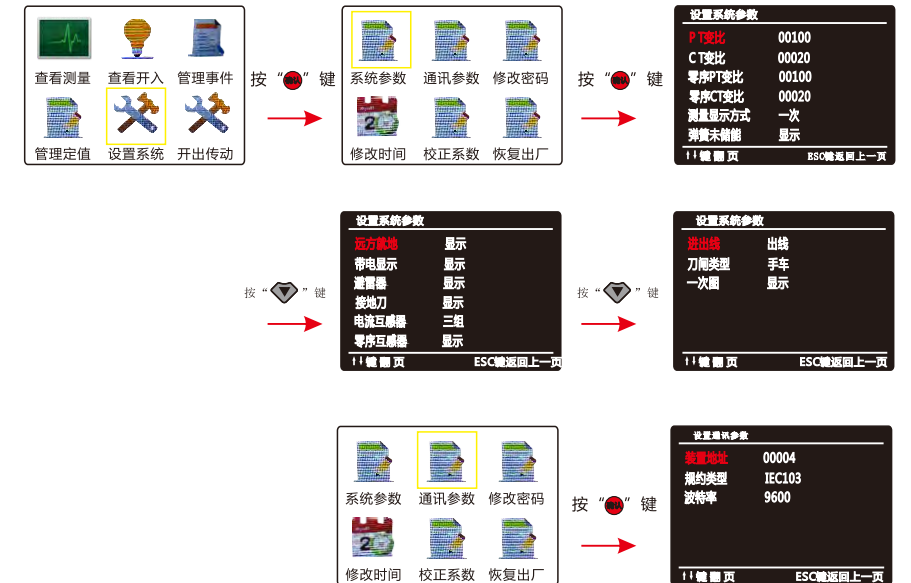 查看测量 查看开入 管理事件
管理定值 设置系统 开出传动
按“确认”键
系统参数 通讯参数 修改密码
修改时间 校正系数 恢复出厂
按“确认”键
设置系统参数
PT变比 00100
CT变比 00020
零序PT变比 00100
零序CT变比 00020
测量显示方式 一次
弹簧未储能 显示
↑↓键翻页 ESC键返回上一页
按“▽”键
设置系统参数
远方就地 显示
带电显示 显示
避雷器 显示
接地刀 显示
电流互感器 三组
零序互感器 显示
↑↓键翻页 ESC键返回上一页
按“▽”键
设置系统参数
进出线 出线
刀闸类型 手车
一次图 显示
↑↓键翻页 ESC键返回上一页
系统参数 通讯参数 修改密码
修改时间 校正系数 恢复出厂
按“确认”键
设置通讯参数
装置地址 00004
规约类型 IEC103
波特率 9600
↑↓键翻页 ESC键返回上一页